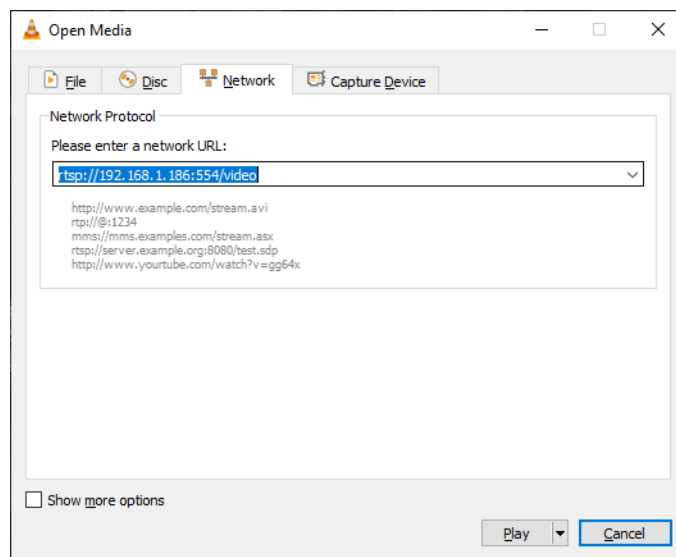 Open Media
File Disc Network Capture Device
Network Protocol
Please enter a network URL:
rtsp://192.168.1.186:554/video
http://www.example.com/stream.avi
rtp://@:1234
mms://mms.examples.com/stream.asx
rtsp://server.example.org:8080/test.sdp
http://www.yourtube.com/watch?v=gg64x
Show more options
Play Cancel